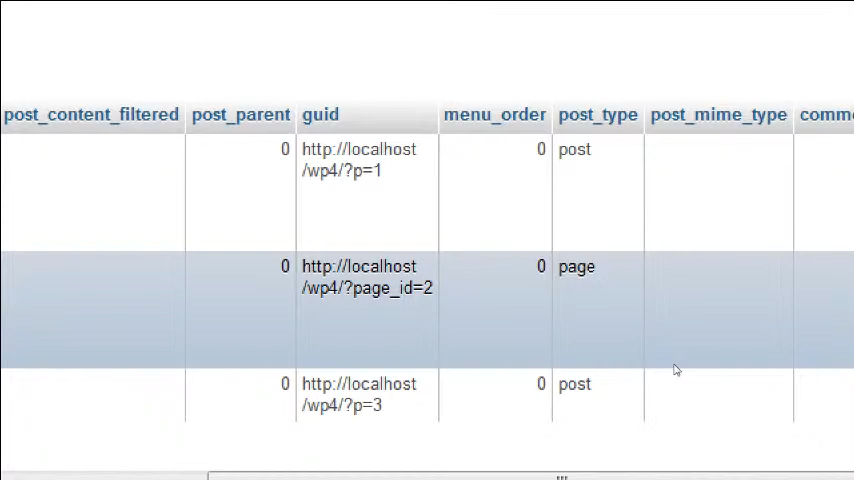 post_content_filtered post_parent guid menu_order post_type post_mime_type comme
0 http://localhost 0 post
/wp4/?p=1
0 http://localhost 0 page
/wp4/?page_id=2
0 http://localhost 0 post
/wp4/?p=3